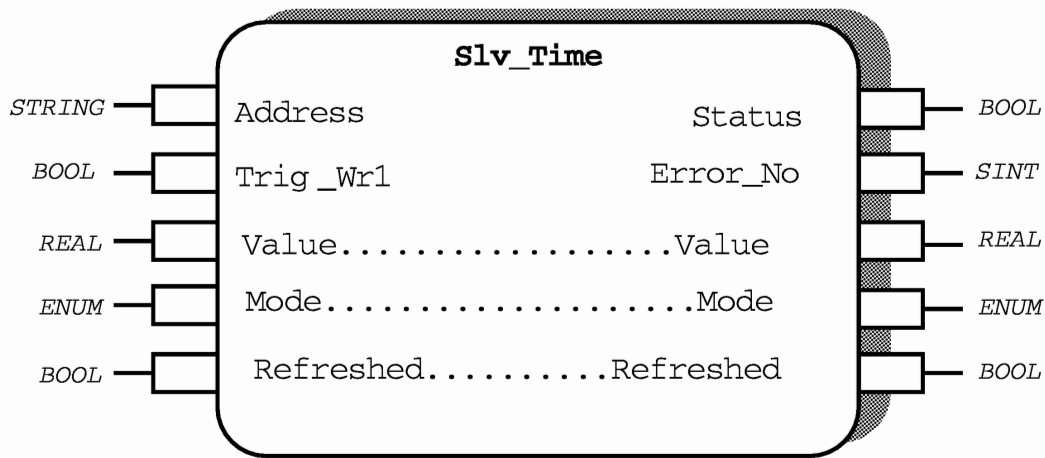 Slv_Time
STRING Address Status BOOL
BOOL Trig_Wr1 Error_No SINT
REAL Value...................Value REAL
ENUM Mode.....................Mode ENUM
BOOL Refreshed..........Refreshed BOOL